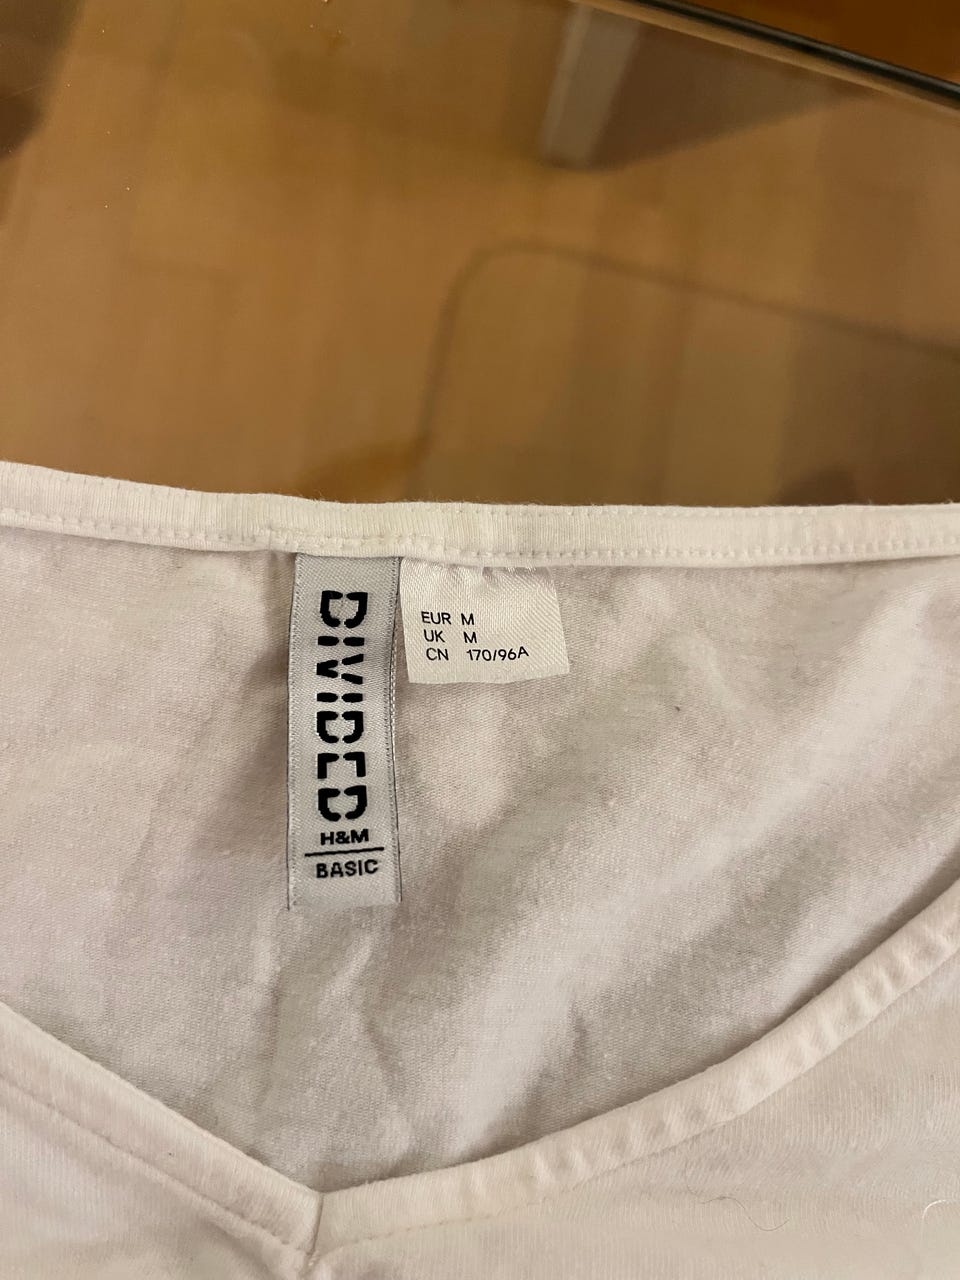 DIVIDED
H&M
BASIC
EUR M
UK M
CN 170/96A